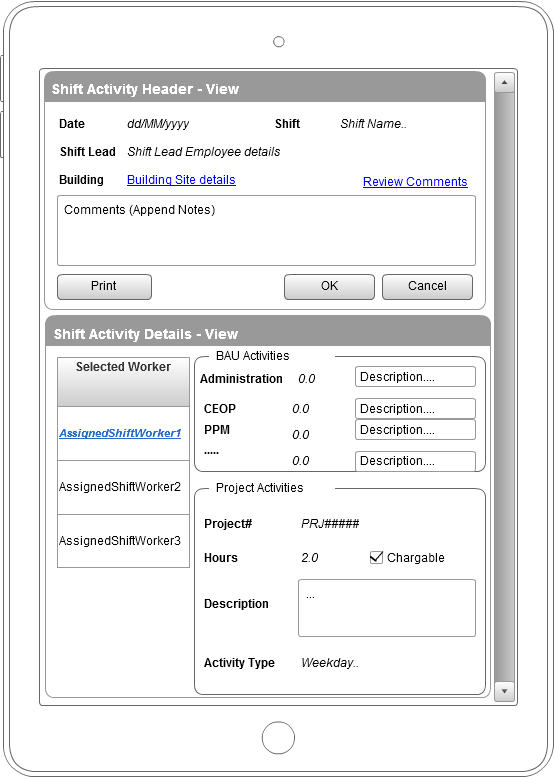 Shift Activity Header - View
Date dd/MM/yyyy Shift Shift Name..
Shift Lead Shift Lead Employee details
Building Building Site details Review Comments
Comments (Append Notes)
Print OK Cancel
Shift Activity Details - View
Selected Worker
AssignedShiftWorker1
AssignedShiftWorker2
AssignedShiftWorker3
BAU Activities
Administration 0.0 Description....
CEOP 0.0 Description....
PPM 0.0 Description....
..... 0.0 Description....
Project Activities
Project# PRJ#####
Hours 2.0 Chargable
Description ...
Activity Type Weekday..